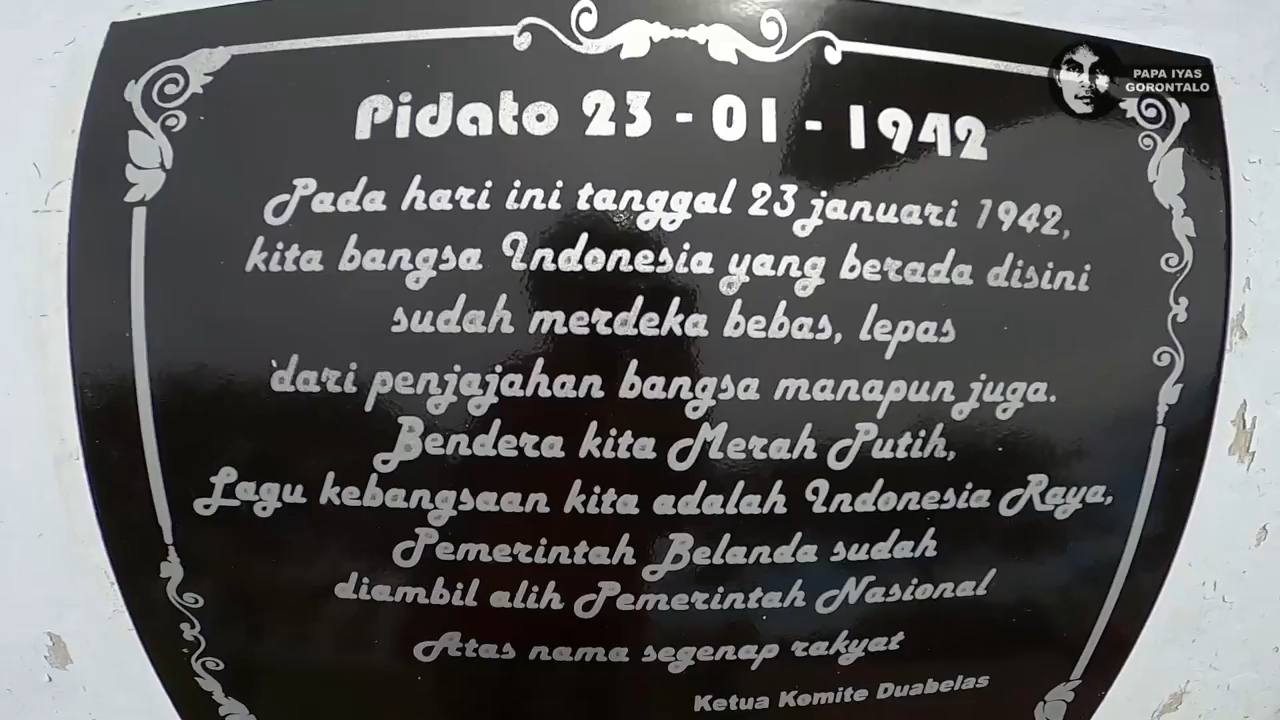 PAPA IYAS
GORONTALO
Pidato 23 - 01 - 1942
Pada hari ini tanggal 23 januari 1942,
kita bangsa Indonesia yang berada disini
sudah merdeka bebas, lepas
dari penjajahan bangsa manapun juga.
Bendera kita Merah Putih,
Lagu kebangsaan kita adalah Indonesia Raya,
Pemerintah Belanda sudah
diambil alih Pemerintah Nasional
Atas nama segenap rakyat
Ketua Komite Duabelas